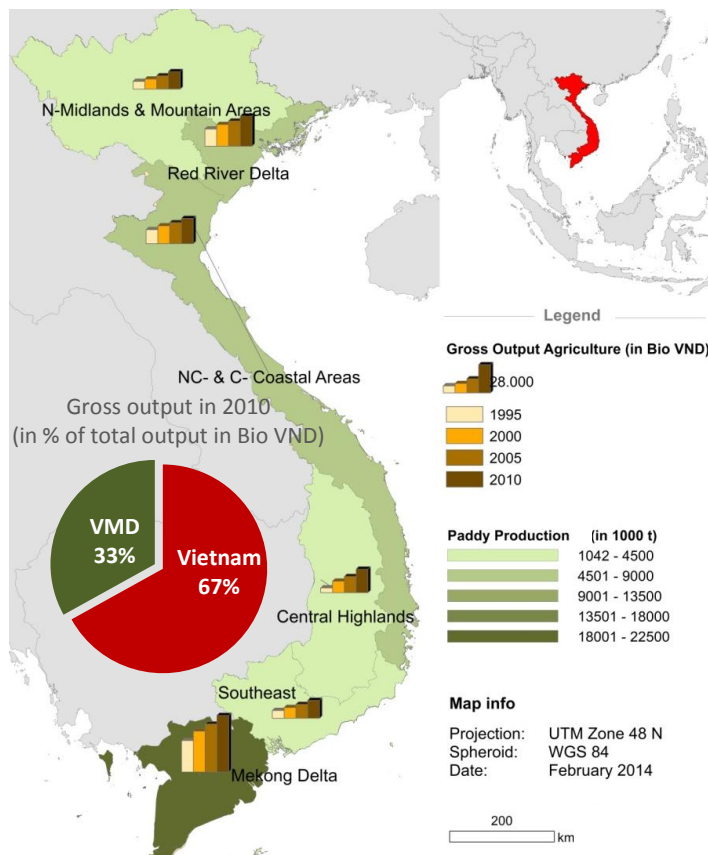 N-Midlands & Mountain Areas
Red River Delta
NC- & C- Coastal Areas
Gross output in 2010
(in % of total output in Bio VND)
VMD
33%
Vietnam
67%
Central Highlands
Southeast
Mekong Delta
Legend
Gross Output Agriculture (in Bio VND)
28.000
1995
2000
2005
2010
Paddy Production (in 1000 t)
1042 - 4500
4501 - 9000
9001 - 13500
13501 - 18000
18001 - 22500
Map info
Projection: UTM Zone 48 N
Spheroid: WGS 84
Date: February 2014
200
km